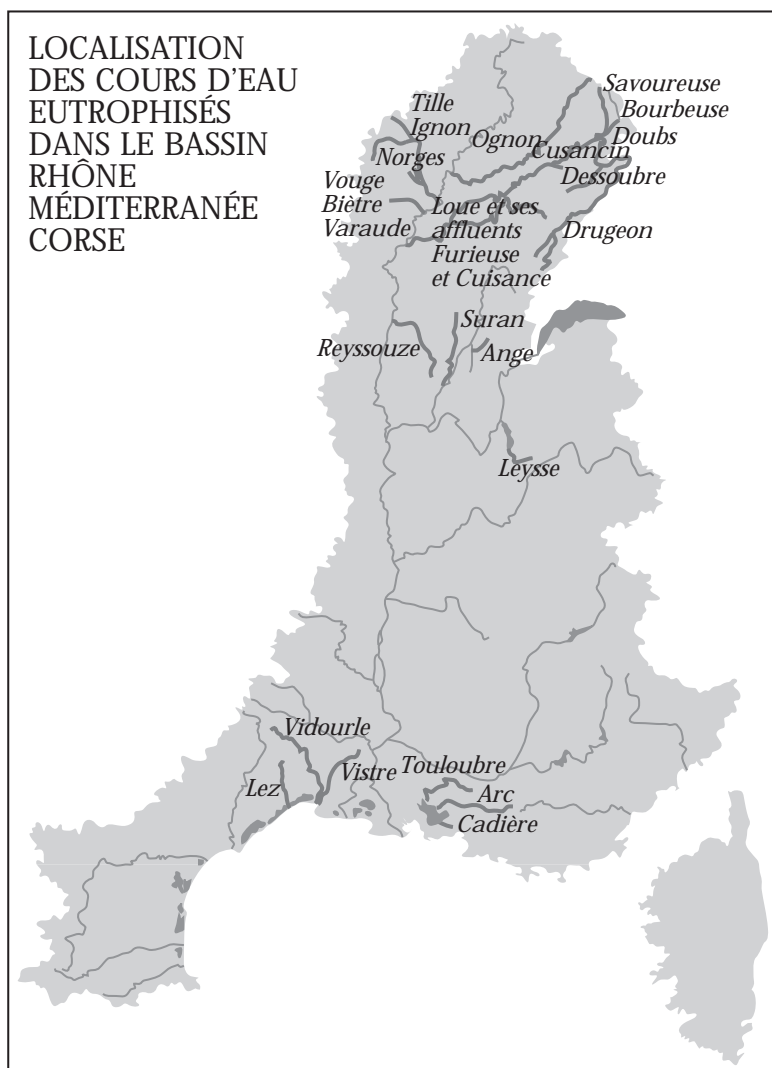 LOCALISATION
DES COURS D'EAU
EUTROPHISÉS
DANS LE BASSIN
RHÔNE
MÉDITERRANÉE
CORSE
Savoureuse
Tille
Bourbeuse
Ignon
Ognon
Doubs
Cusancin
Norges
Dessoubre
Vouge
Biètre
Loue et ses
Varaude
affluents
Drugeon
Furieuse
et Cuisance
Suran
Reyssouze
Ange
Leysse
Vidourle
Vistre
Touloubre
Lez
Arc
Cadière